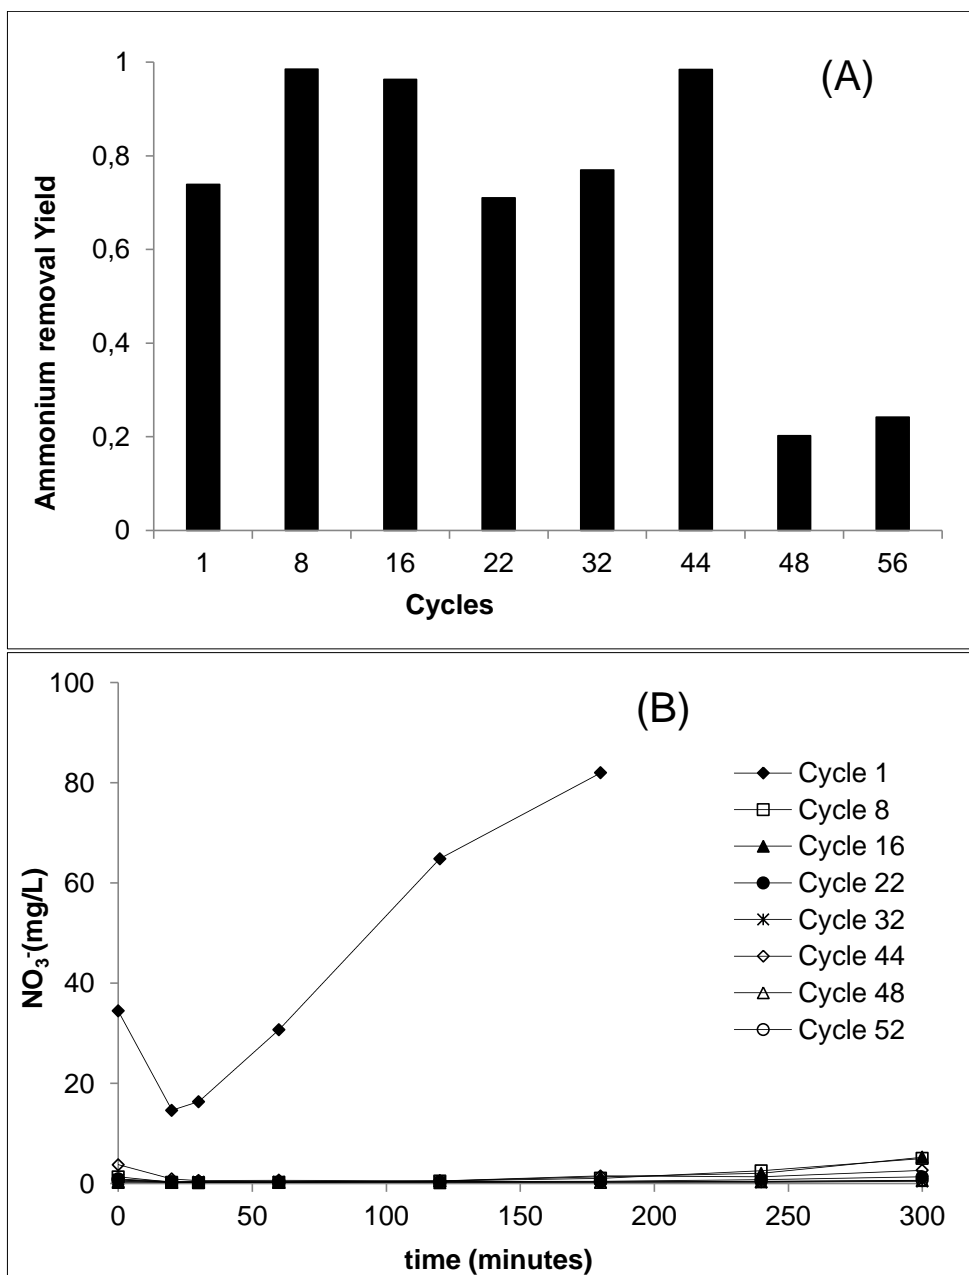 (A)
Ammonium removal Yield
1
0,8
0,6
0,4
0,2
0
1 8 16 22 32 44 48 56
Cycles
(B)
NO₃⁻(mg/L)
100
80
60
40
20
0
Cycle 1
Cycle 8
Cycle 16
Cycle 22
Cycle 32
Cycle 44
Cycle 48
Cycle 52
0 50 100 150 200 250 300
time (minutes)